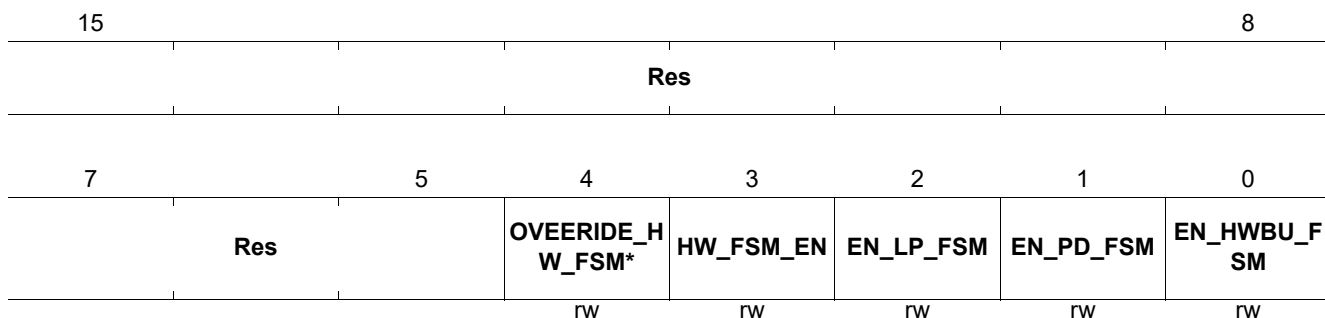 15 8
Res
7 5 4 3 2 1 0
Res OVEERIDE_H HW_FSM_EN EN_LP_FSM EN_PD_FSM EN_HWBU_F
W_FSM* SM
rw rw rw rw rw